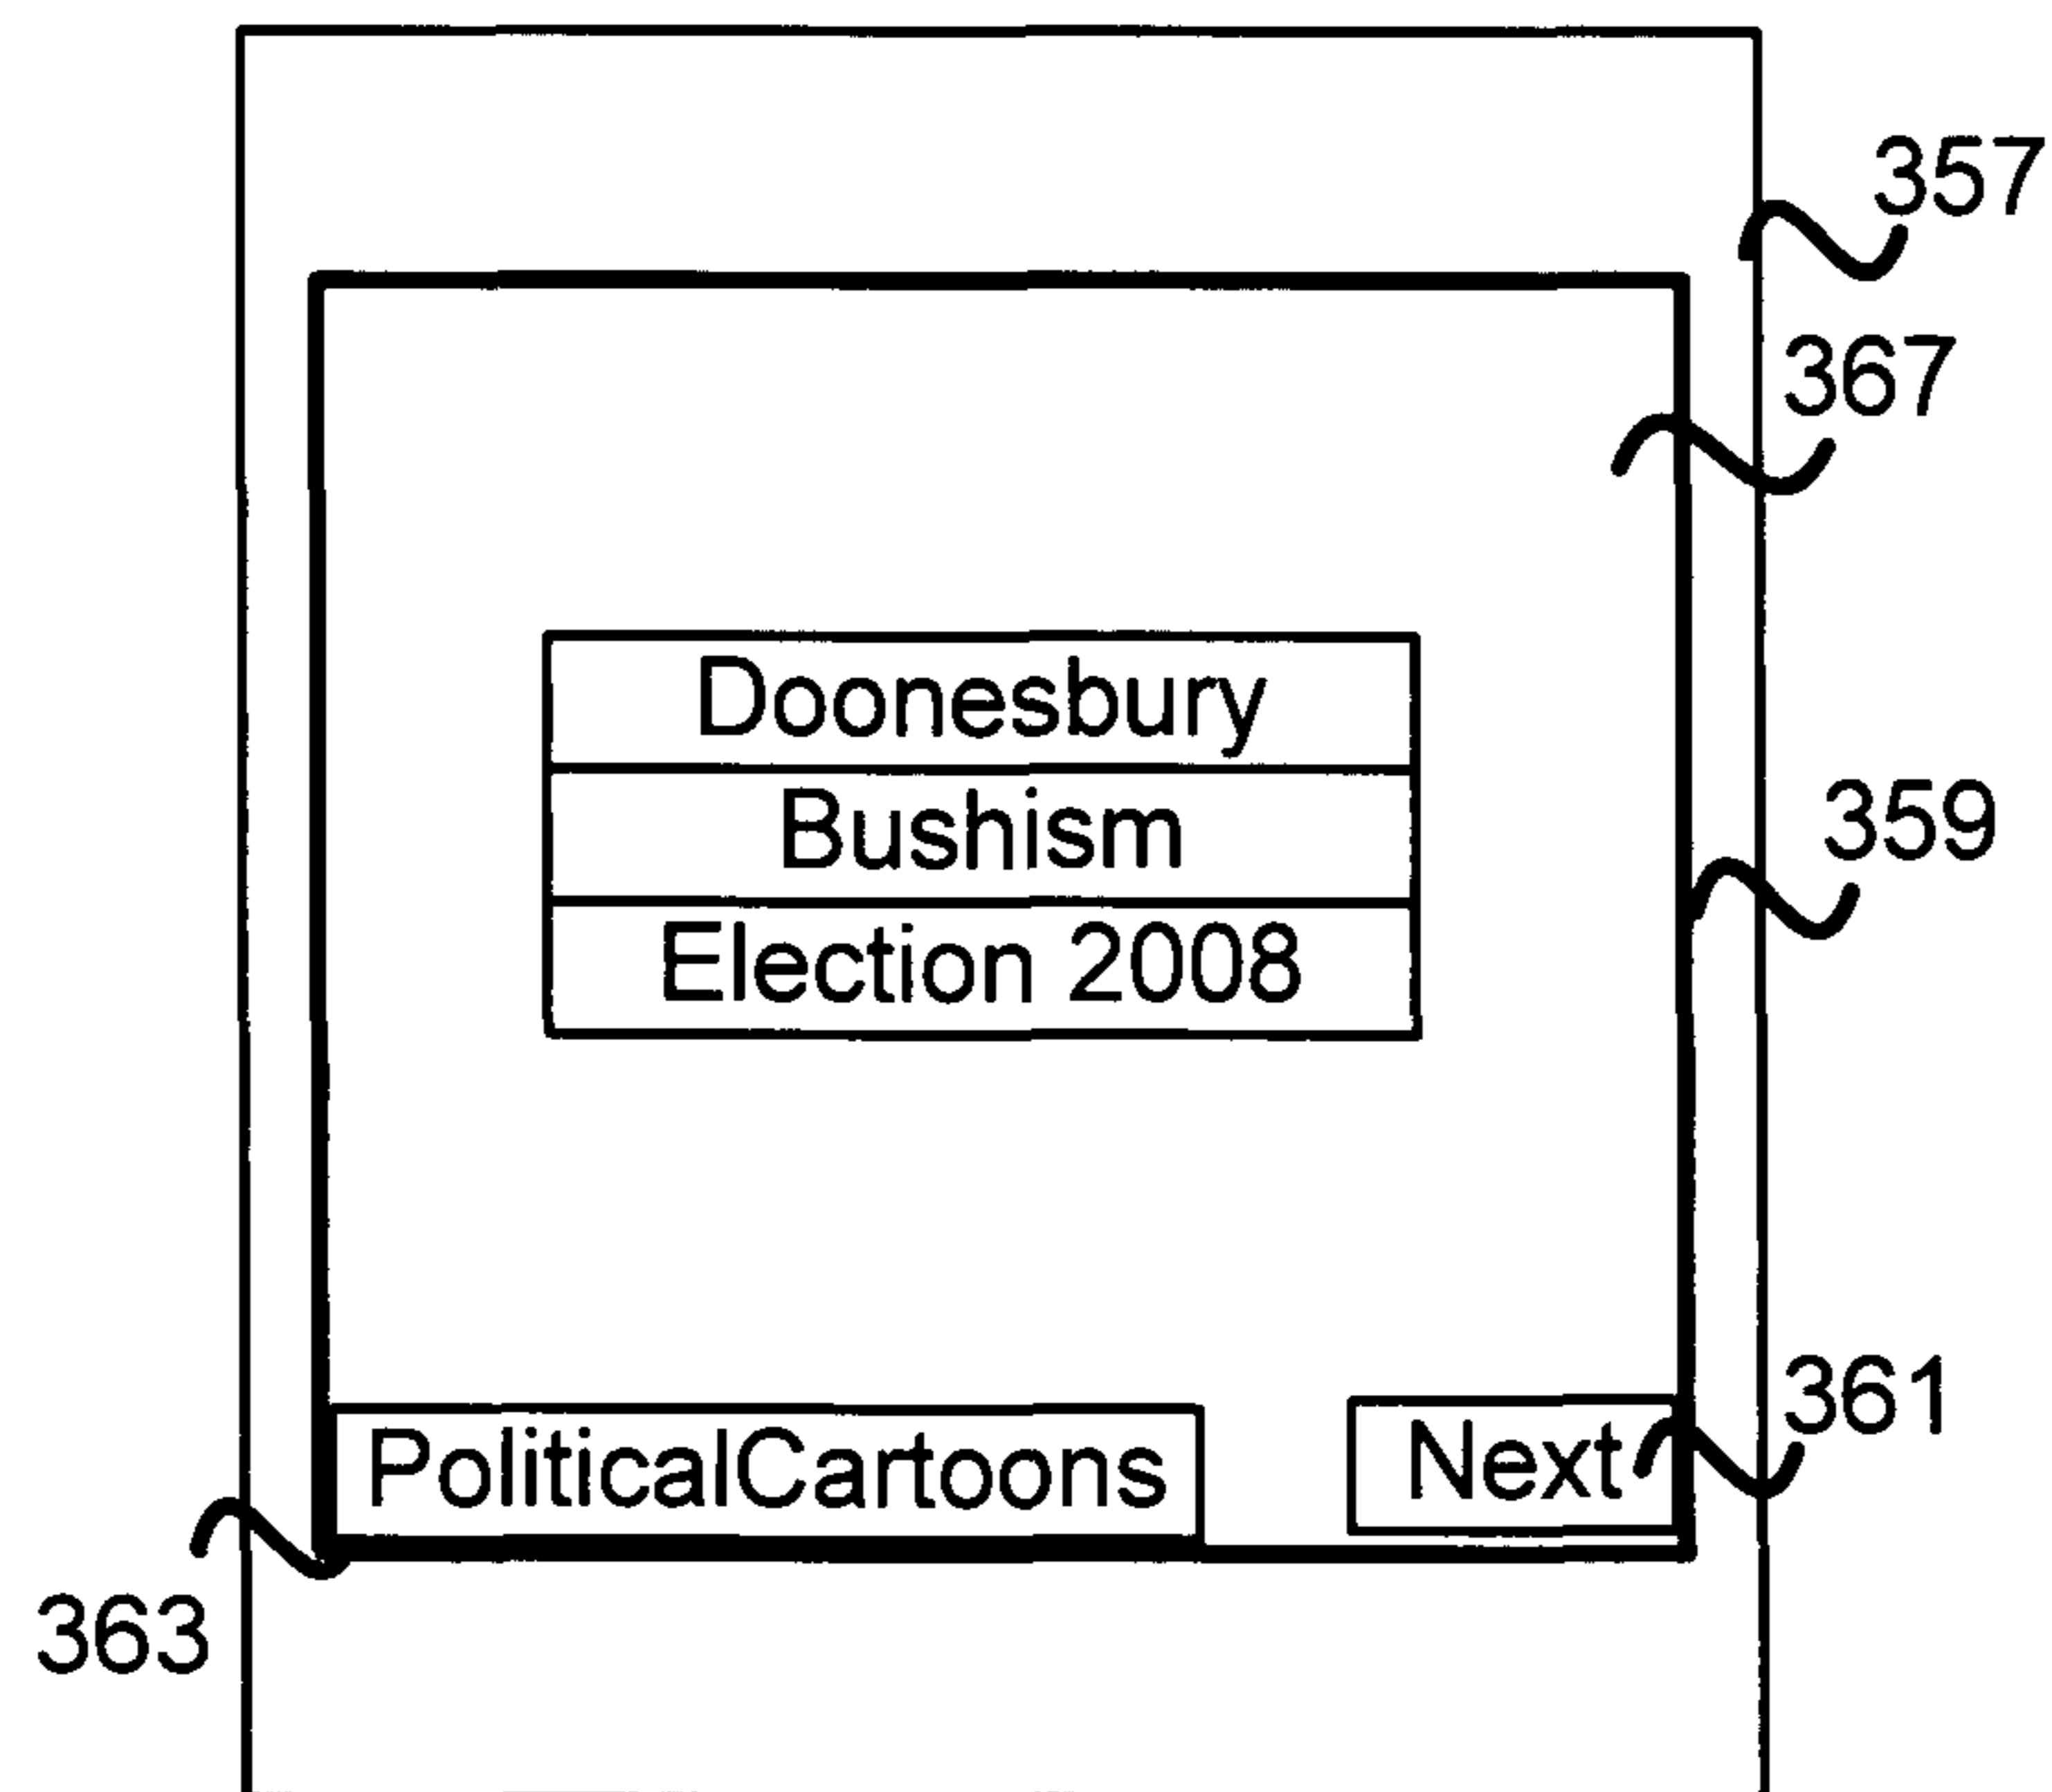 357
367
Doonesbury
Bushism
359
Election 2008
361
PoliticalCartoons Next
363